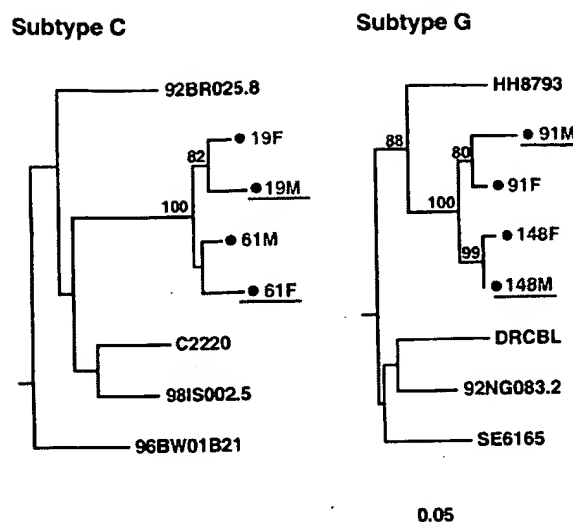 Subtype C
92BR025.8
82
19F
19M
100
61M
61F
C2220
98IS002.5
96BW01B21
Subtype G
HH8793
88
80
91M
91F
100
148F
99
148M
DRCBL
92NG083.2
SE6165
0.05